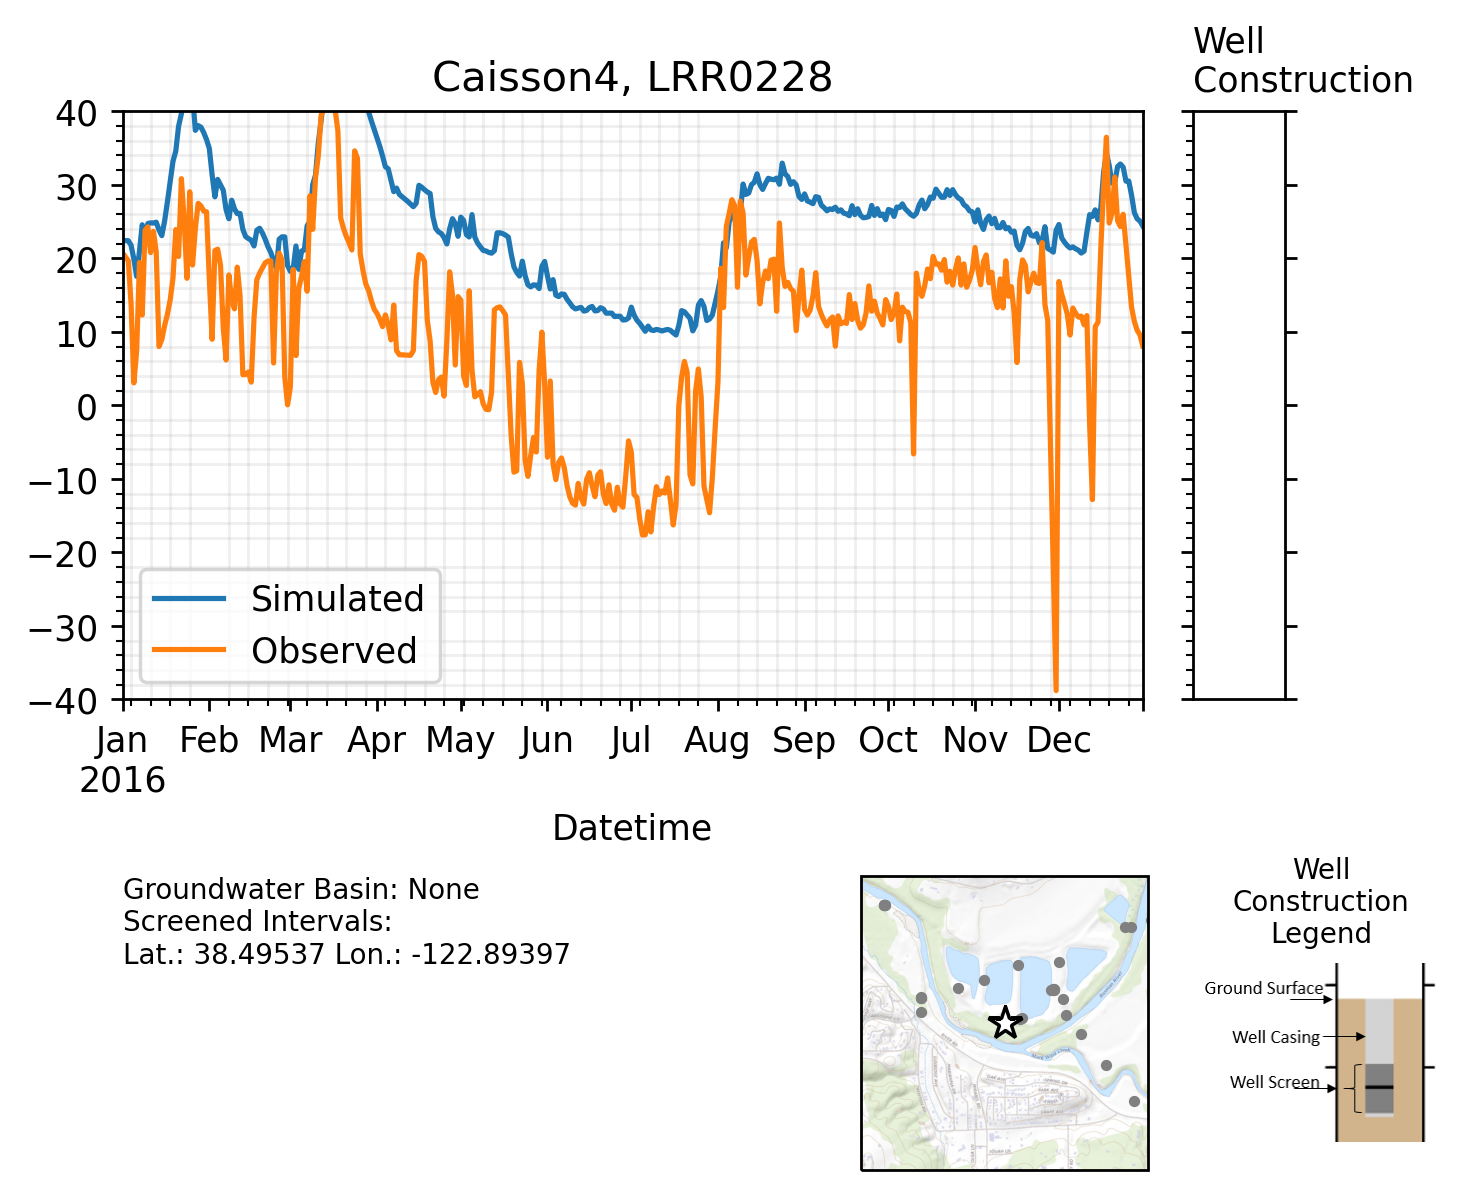 Well
Construction
Caisson4, LRR0228
40
30
20
10
0
−10
−20
−30
−40
Simulated
Observed
Jan Feb Mar Apr May Jun Jul Aug Sep Oct Nov Dec
2016
Datetime
Groundwater Basin: None
Screened Intervals:
Lat.: 38.49537 Lon.: -122.89397
Well
Construction
Legend
Ground Surface
Well Casing
Well Screen